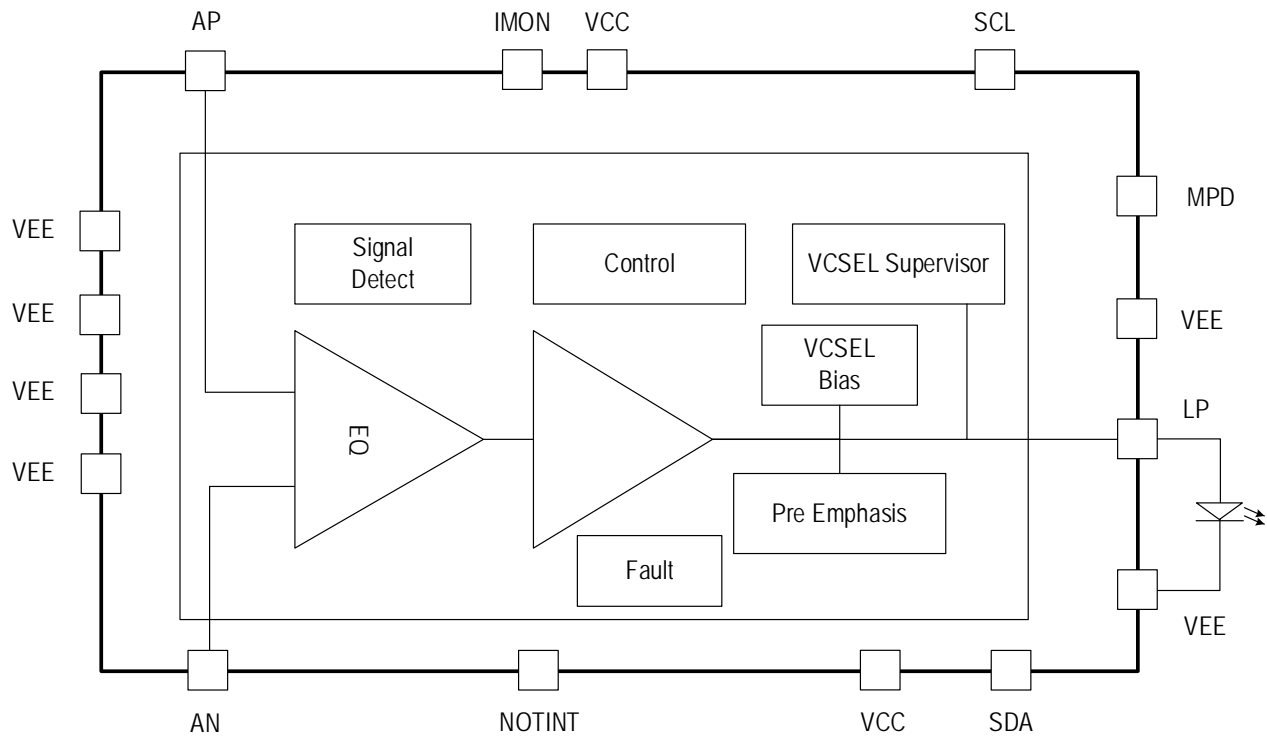 AP
IMON
VCC
SCL
MPD
VEE
VEE
VEE
VEE
VEE
LP
VEE
Signal
Detect
Control
VCSEL Supervisor
VCSEL
Bias
EQ
Pre Emphasis
Fault
AN
NOTINT
VCC
SDA